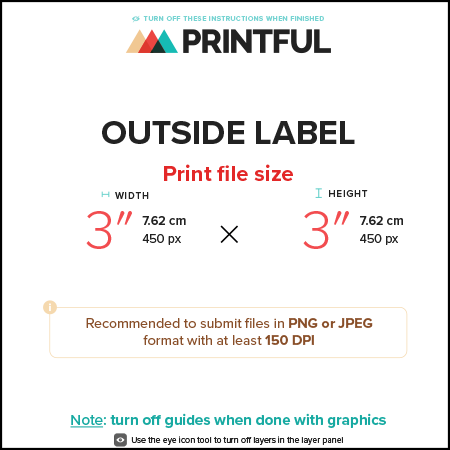 TURN OFF THESE INSTRUCTIONS WHEN FINISHED
PRINTFUL
OUTSIDE LABEL
Print file size
WIDTH
3″ 7.62 cm
450 px
×
HEIGHT
3″ 7.62 cm
450 px
i
Recommended to submit files in PNG or JPEG
format with at least 150 DPI
Note: turn off guides when done with graphics
Use the eye icon tool to turn off layers in the layer panel